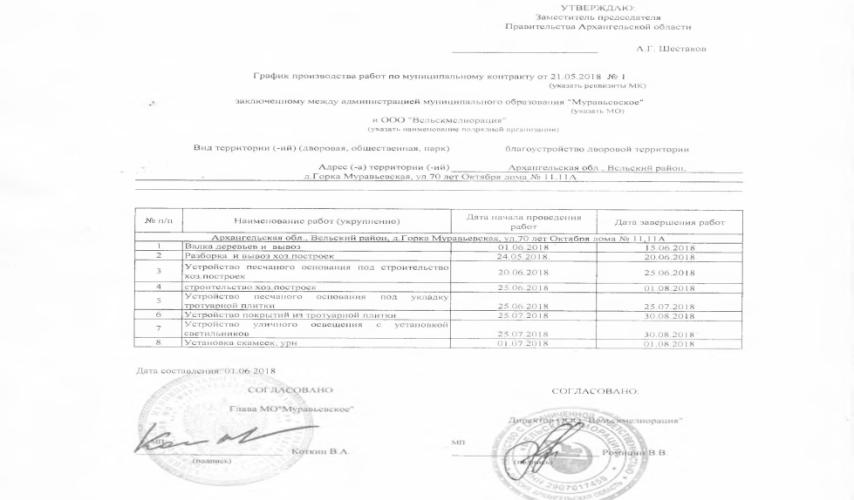 УТВЕРЖДАЮ:
Заместитель председателя
Правительства Архангельской области
А.Г. Шестаков
График производства работ по муниципальному контракту от 21.05.2018 № 1
(указать реквизиты МК)
заключенному между администрацией муниципального образования "Муравьевское"
(указать МО)
и ООО "Вельскмелиорация"
(указать наименование подрядной организации)
Вид территории (-ий) (дворовая, общественная, парк) благоустройство дворовой территории
Адрес (-а) территории (-ий) Архангельская обл., Вельский район,
д.Горка Муравьевская, ул.70 лет Октября дома № 11,11А
№ п/п Наименование работ (укрупненно) Дата начала проведения работ Дата завершения работ
Архангельская обл., Вельский район, д.Горка Муравьевская, ул.70 лет Октября дома № 11,11А
1 Валка деревьев и вывоз 01.06.2018 15.06.2018
2 Разборка и вывоз хоз.построек 24.05.2018 20.06.2018
3 Устройство песчаного основания под строительство
хоз.построек 20.06.2018 25.06.2018
4 строительство хоз.построек 25.06.2018 01.08.2018
5 Устройство песчаного основания под укладку
тротуарной плитки 25.06.2018 25.07.2018
6 Устройство покрытий из тротуарной плитки 25.07.2018 30.08.2018
7 Устройство уличного освещения с установкой
светильников 25.07.2018 30.08.2018
8 Установка скамеек, урн 01.07.2018 01.08.2018
Дата составления: 01.06.2018
СОГЛАСОВАНО СОГЛАСОВАНО:
Глава МО"Муравьевское"
Директор ООО "Вельскмелиорация"
МП Коткин В.А. МП В.В.
(подпись) (подпись)
2907017459